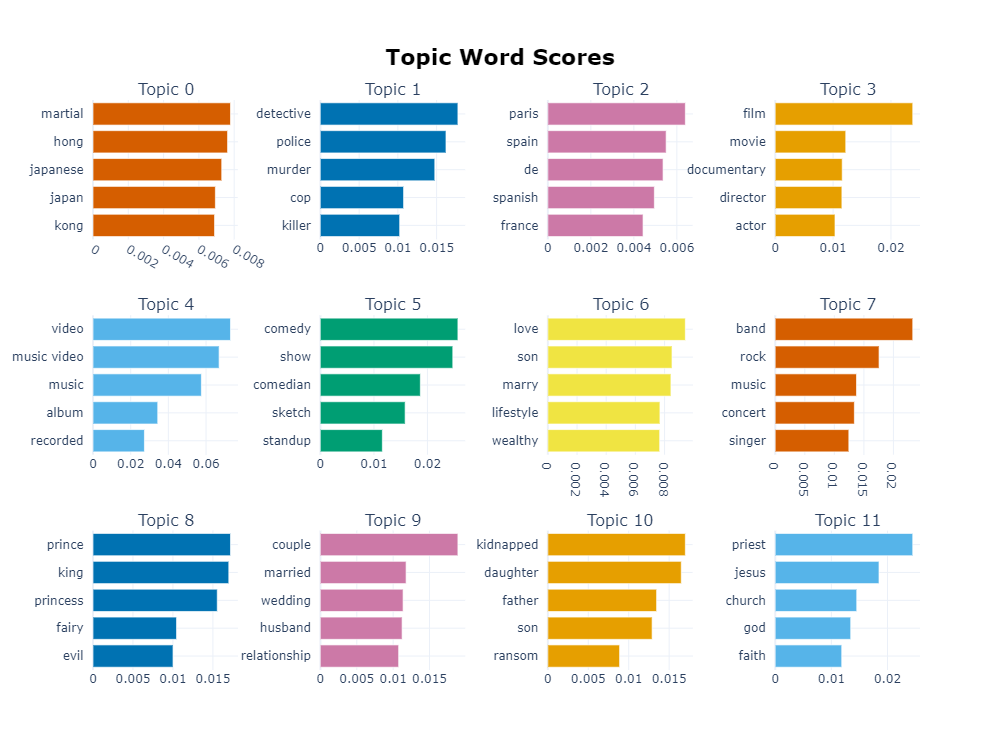 Topic Word Scores
Topic 0
martial
hong
japanese
japan
kong
0 0.002 0.004 0.006 0.008
Topic 1
detective
police
murder
cop
killer
0 0.005 0.01 0.015
Topic 2
paris
spain
de
spanish
france
0 0.002 0.004 0.006
Topic 3
film
movie
documentary
director
actor
0 0.01 0.02
Topic 4
video
music video
music
album
recorded
0 0.02 0.04 0.06
Topic 5
comedy
show
comedian
sketch
standup
0 0.01 0.02
Topic 6
love
son
marry
lifestyle
wealthy
0 0.002 0.004 0.006 0.008
Topic 7
band
rock
music
concert
singer
0 0.005 0.01 0.015 0.02
Topic 8
prince
king
princess
fairy
evil
0 0.005 0.01 0.015
Topic 9
couple
married
wedding
husband
relationship
0 0.005 0.01 0.015
Topic 10
kidnapped
daughter
father
son
ransom
0 0.005 0.01 0.015
Topic 11
priest
jesus
church
god
faith
0 0.01 0.02